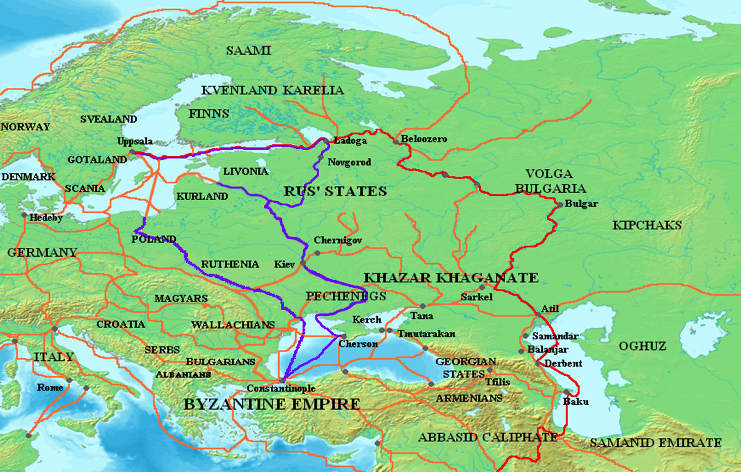 SAAMI
KVENLAND KARELIA
SVEALAND
FINNS
NORWAY
Uppsala
Ladoga
Beloozero
GOTALAND
Novgorod
LIVONIA
VOLGA
BULGARIA
DENMARK
SCANIA
KURLAND
RUS' STATES
Bulgar
Hedeby
KIPCHAKS
POLAND
Chernigov
GERMANY
RUTHENIA
Kiev
KHAZAR KHAGANATE
MAGYARS
PECHENEGS
Sarkel
Atil
CROATIA
WALLACHIANS
Kerch
Tana
Tmutarakan
Samandar
SERBS
Cherson
Balanjar
OGHUZ
ITALY
BULGARIANS
GEORGIAN
STATES
Derbent
ALBANIANS
Tfilis
Rome
Constantinople
ARMENIANS
Baku
BYZANTINE EMPIRE
ABBASID CALIPHATE
SAMANID EMIRATE